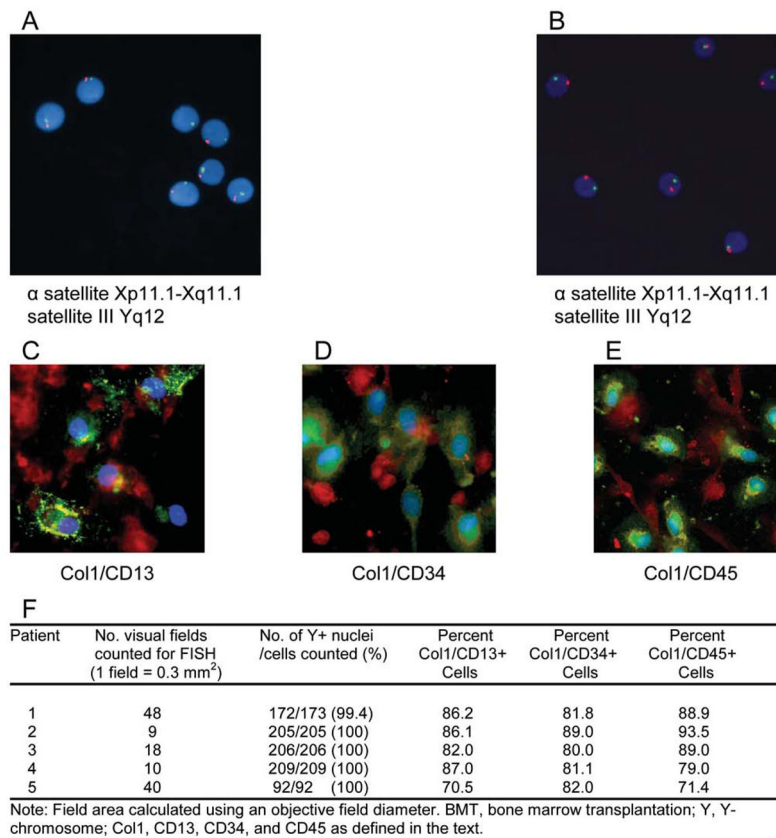 A
B
α satellite Xp11.1-Xq11.1
satellite III Yq12
α satellite Xp11.1-Xq11.1
satellite III Yq12
C
D
E
Col1/CD13
Col1/CD34
Col1/CD45
F
Patient No. visual fields counted for FISH (1 field = 0.3 mm²) No. of Y+ nuclei /cells counted (%) Percent Col1/CD13+ Cells Percent Col1/CD34+ Cells Percent Col1/CD45+ Cells
1 48 172/173 (99.4) 86.2 81.8 88.9
2 9 205/205 (100) 86.1 89.0 93.5
3 18 206/206 (100) 82.0 80.0 89.0
4 10 209/209 (100) 87.0 81.1 79.0
5 40 92/92 (100) 70.5 82.0 71.4
Note: Field area calculated using an objective field diameter. BMT, bone marrow transplantation; Y, Y-
chromosome; Col1, CD13, CD34, and CD45 as defined in the text.